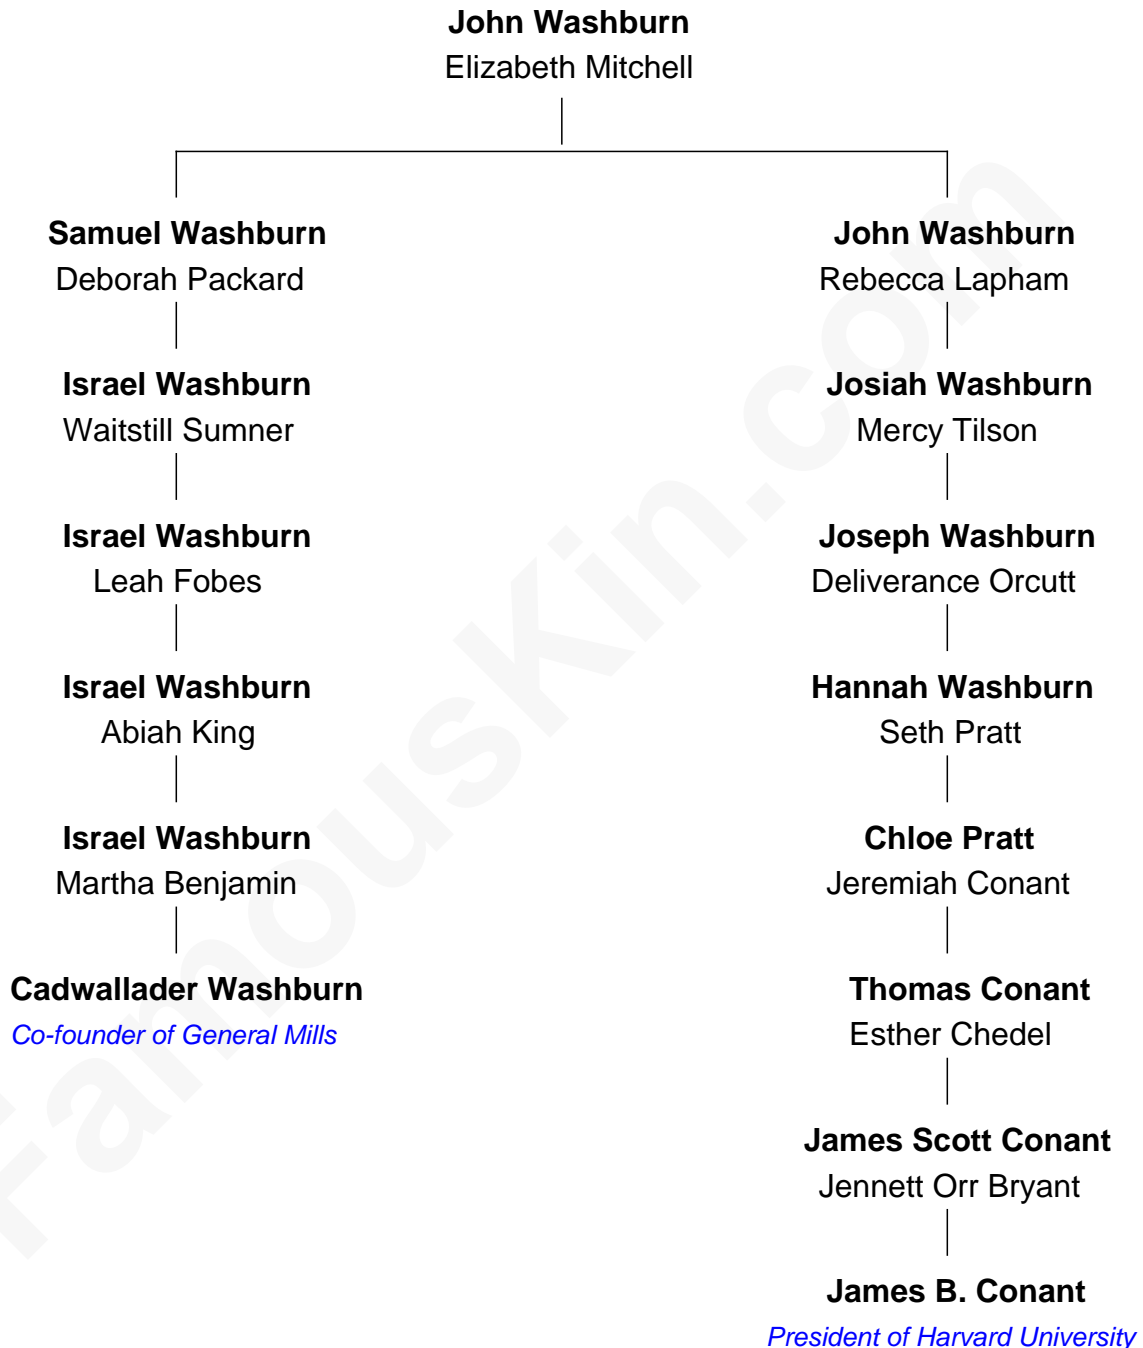 John Washburn
Elizabeth Mitchell
Samuel Washburn
Deborah Packard
Israel Washburn
Waitstill Sumner
Israel Washburn
Leah Fobes
Israel Washburn
Abiah King
Israel Washburn
Martha Benjamin
Cadwallader Washburn
Co-founder of General Mills
John Washburn
Rebecca Lapham
Josiah Washburn
Mercy Tilson
Joseph Washburn
Deliverance Orcutt
Hannah Washburn
Seth Pratt
Chloe Pratt
Jeremiah Conant
Thomas Conant
Esther Chedel
James Scott Conant
Jennett Orr Bryant
James B. Conant
President of Harvard University
FamousKin.com